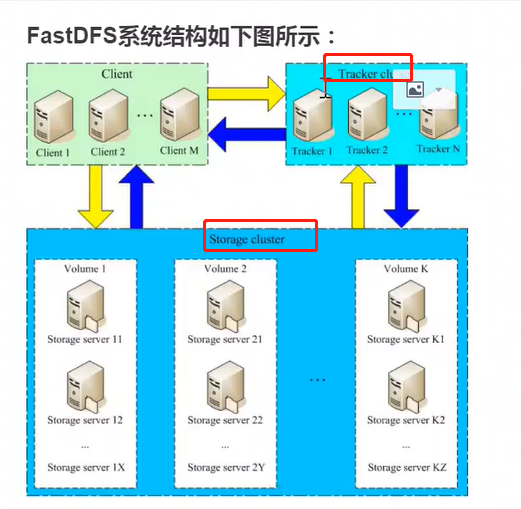 FastDFS系统结构如下图所示：
Client
Client 1
Client 2
...
Client M
Tracker
Tracker 1
Tracker 2
...
Tracker N
Storage cluster
Volume 1
Storage server 11
Storage server 12
...
Storage server 1X
Volume 2
Storage server 21
Storage server 22
...
Storage server 2Y
...
Volume K
Storage server K1
Storage server K2
...
Storage server KZ